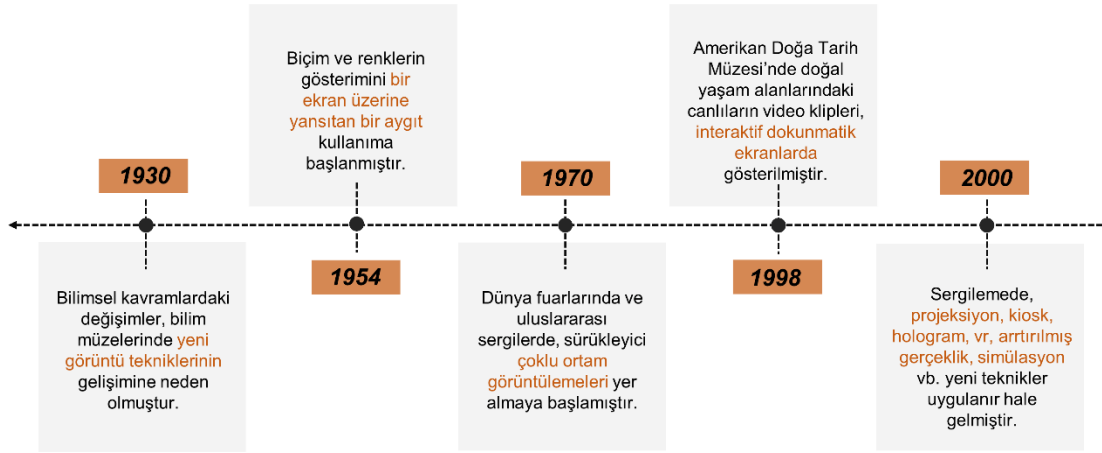 1930
Bilimsel kavramlardaki
değişimler, bilim
müzelerinde yeni
görüntü tekniklerinin
gelişimine neden
olmuştur.
Biçim ve renklerin
gösterimini bir
ekran üzerine
yansıtan bir aygıt
kullanıma
başlanmıştır.
1954
1970
Dünya fuarlarında ve
uluslararası
sergilerde, sürükleyici
çoklu ortam
görüntülemeleri yer
almaya başlamıştır.
Amerikan Doğa Tarih
Müzesi’nde doğal
yaşam alanlarındaki
canlıların video klipleri,
interaktif dokunmatik
ekranlarda
gösterilmiştir.
1998
2000
Sergilemede,
projeksiyon, kiosk,
hologram, vr, arrtırılmış
gerçeklik, simülasyon
vb. yeni teknikler
uygulanır hale
gelmiştir.